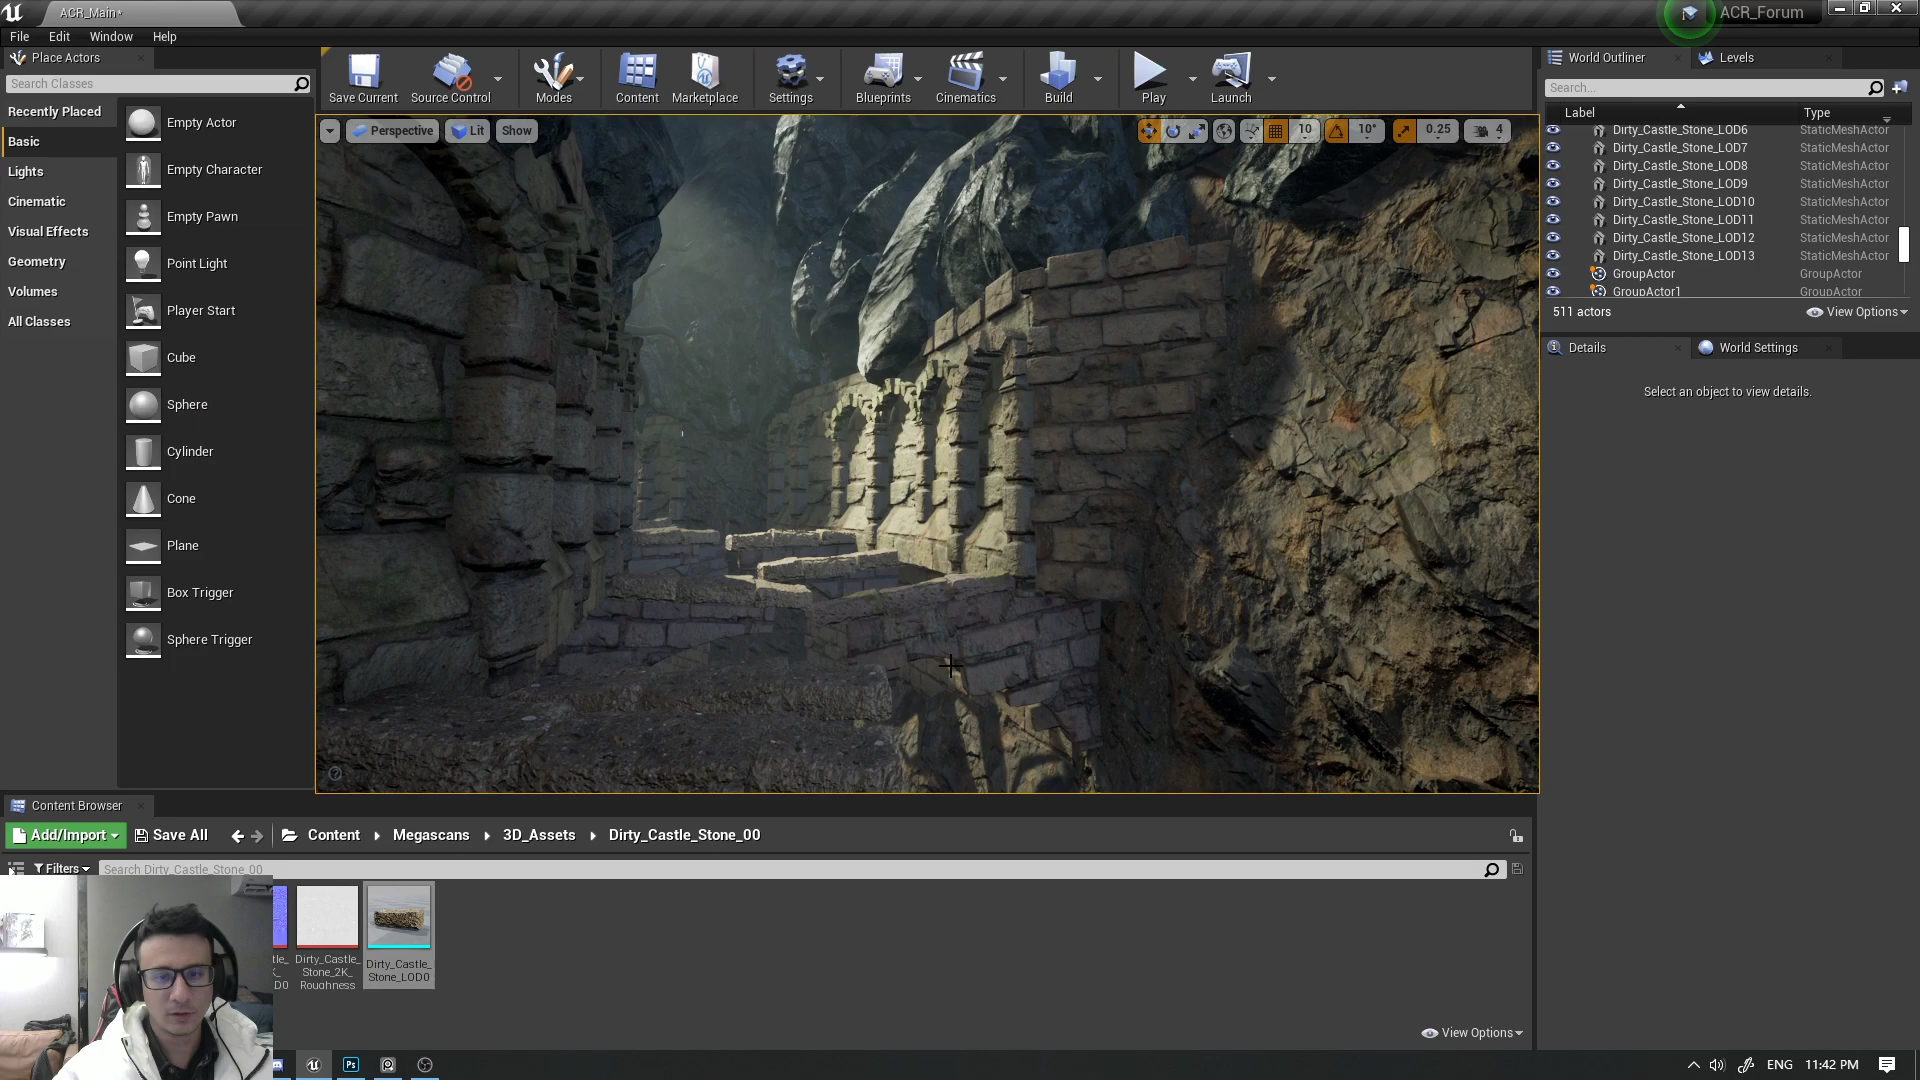 ACR_Main*
ACR_Forum
File Edit Window Help
Place Actors
Search Classes
Recently Placed
Basic
Lights
Cinematic
Visual Effects
Geometry
Volumes
All Classes
Empty Actor
Empty Character
Empty Pawn
Point Light
Player Start
Cube
Sphere
Cylinder
Cone
Plane
Box Trigger
Sphere Trigger
Save Current Source Control Modes Content Marketplace Settings Blueprints Cinematics Build Play Launch
Perspective Lit Show
10 10° 0.25 4
World Outliner Levels
Search...
Label Type
Dirty_Castle_Stone_LOD6 StaticMeshActor
Dirty_Castle_Stone_LOD7 StaticMeshActor
Dirty_Castle_Stone_LOD8 StaticMeshActor
Dirty_Castle_Stone_LOD9 StaticMeshActor
Dirty_Castle_Stone_LOD10 StaticMeshActor
Dirty_Castle_Stone_LOD11 StaticMeshActor
Dirty_Castle_Stone_LOD12 StaticMeshActor
Dirty_Castle_Stone_LOD13 StaticMeshActor
GroupActor GroupActor
GroupActor1 GroupActor
511 actors View Options
Details World Settings
Select an object to view details.
Content Browser
Add/Import Save All Content Megascans 3D_Assets Dirty_Castle_Stone_00
Filters Search Dirty_Castle_Stone_00
tle_
K_
D0
Dirty_Castle_
Stone_2K_
Roughness
Dirty_Castle_
Stone_LOD0
View Options
Ps
ENG 11:42 PM